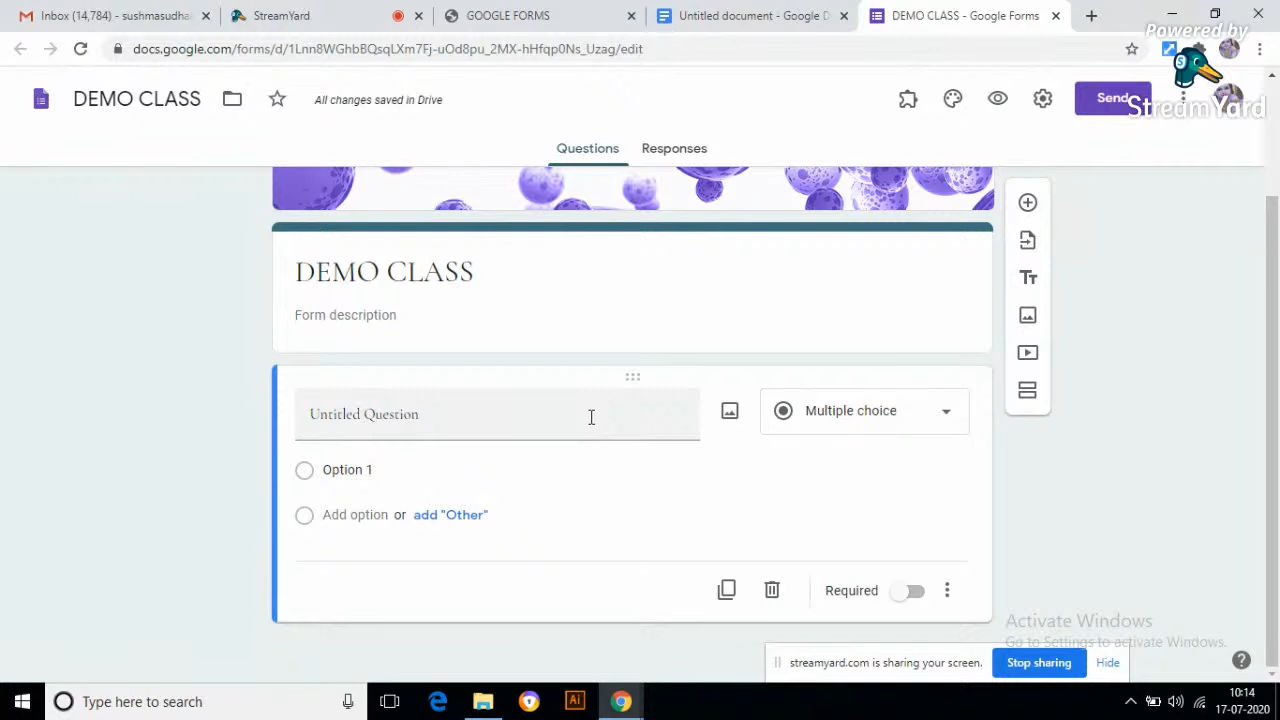 Inbox (14,784) - sushmasudha
StreamYard
GOOGLE FORMS
Untitled document - Google D
DEMO CLASS - Google Forms
docs.google.com/forms/d/1Lnn8WGhbBQsqLXm7Fj-uOd8pu_2MX-hHfqp0Ns_Uzag/edit
Powered by
StreamYard
DEMO CLASS
All changes saved in Drive
Send
Questions
Responses
DEMO CLASS
Form description
Untitled Question
Multiple choice
Option 1
Add option or add "Other"
Required
Activate Windows
Go to Settings to activate Windows.
streamyard.com is sharing your screen.
Stop sharing
Hide
Type here to search
Ai
10:14
17-07-2020